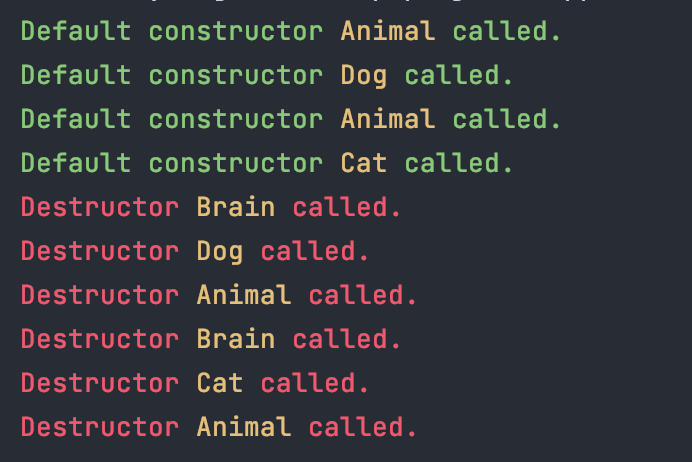 Default constructor Animal called.
Default constructor Dog called.
Default constructor Animal called.
Default constructor Cat called.
Destructor Brain called.
Destructor Dog called.
Destructor Animal called.
Destructor Brain called.
Destructor Cat called.
Destructor Animal called.